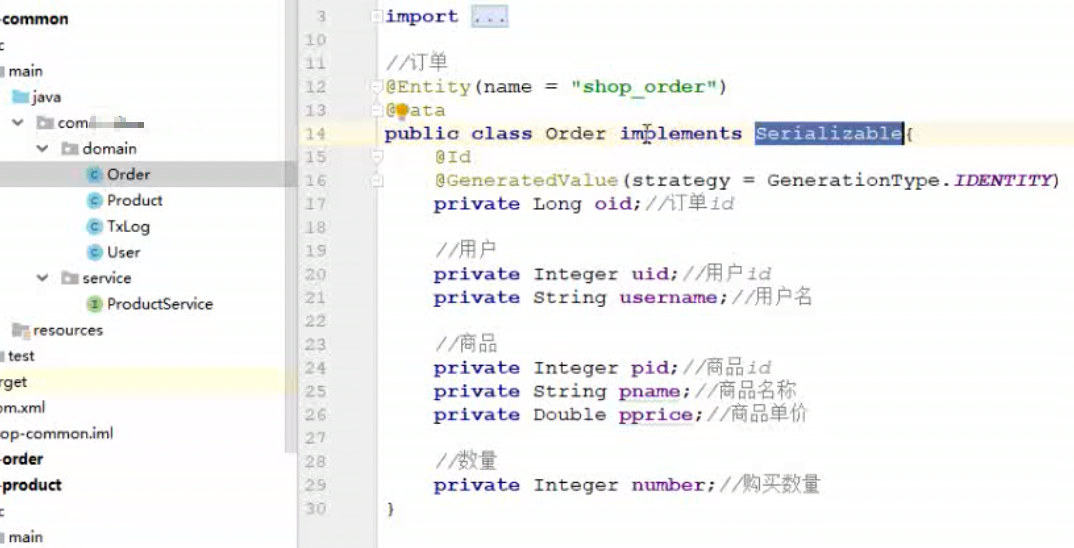 -common
c
main
java
com
domain
Order
Product
TxLog
User
service
ProductService
resources
test
rget
om.xml
op-common.iml
-order
-product
c
main
3 import ...
10
11 //订单
12 @Entity(name = "shop_order")
13 @Data
14 public class Order implements Serializable{
15 @Id
16 @GeneratedValue(strategy = GenerationType.IDENTITY)
17 private Long oid;//订单id
18
19 //用户
20 private Integer uid;//用户id
21 private String username;//用户名
22
23 //商品
24 private Integer pid;//商品id
25 private String pname;//商品名称
26 private Double pprice;//商品单价
27
28 //数量
29 private Integer number;//购买数量
30 }